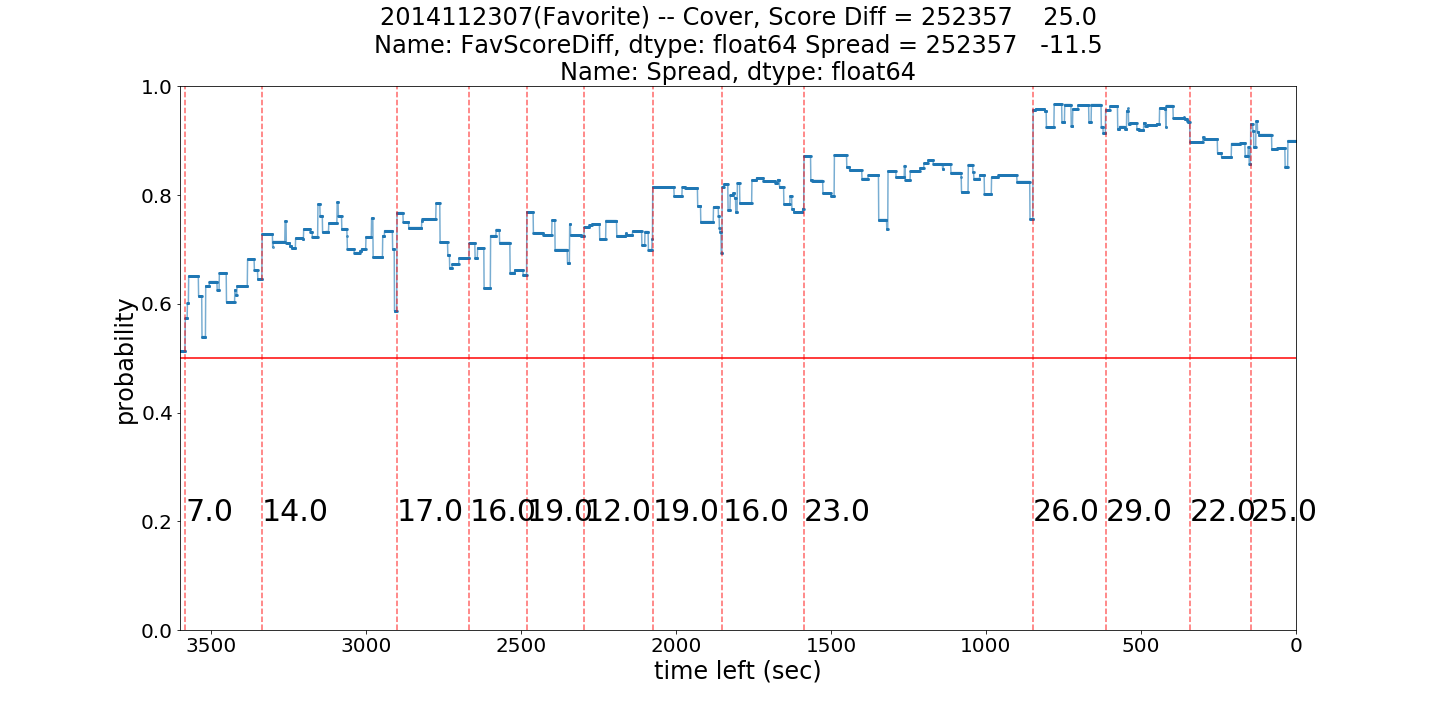 2014112307(Favorite) -- Cover, Score Diff = 252357    25.0
Name: FavScoreDiff, dtype: float64 Spread = 252357   -11.5
Name: Spread, dtype: float64
probability
1.0
0.8
0.6
0.4
0.2
0.0
7.0 14.0 17.0 16.0 19.0 12.0 19.0 16.0 23.0 26.0 29.0 22.0 25.0
3500 3000 2500 2000 1500 1000 500 0
time left (sec)